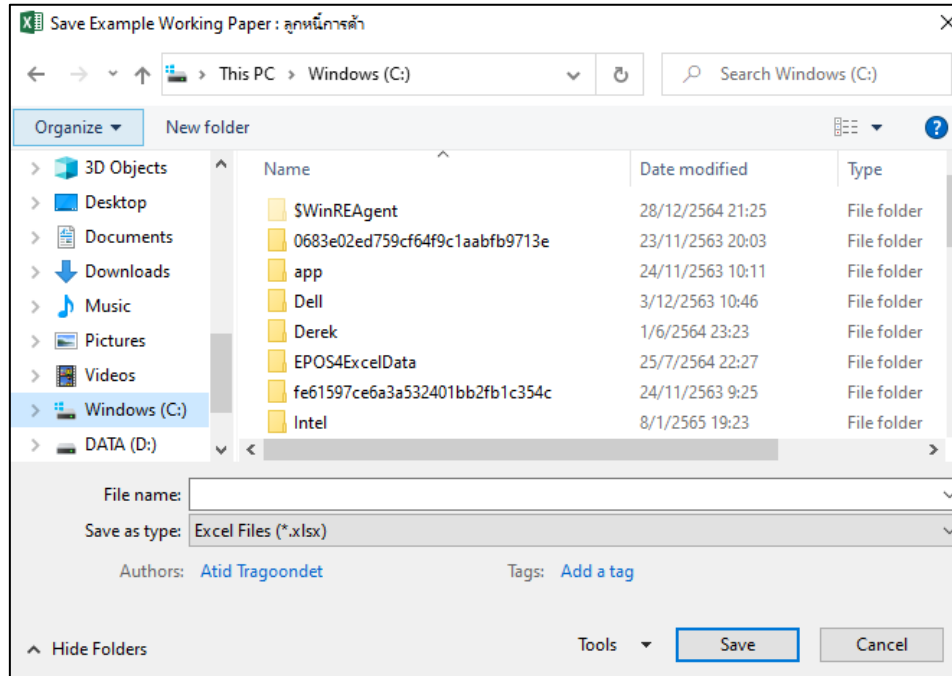 Save Example Working Paper : ลูกหนี้การค้า
This PC > Windows (C:)
Search Windows (C:)
Organize
New folder
Name Date modified Type
3D Objects
Desktop
Documents
Downloads
Music
Pictures
Videos
Windows (C:)
DATA (D:)
$WinREAgent 28/12/2564 21:25 File folder
0683e02ed759cf64f9c1aabfb9713e 23/11/2563 20:03 File folder
app 24/11/2563 10:11 File folder
Dell 3/12/2563 10:46 File folder
Derek 1/6/2564 23:23 File folder
EPOS4ExcelData 25/7/2564 22:27 File folder
fe61597ce6a3a532401bb2fb1c354c 24/11/2563 9:25 File folder
Intel 8/1/2565 19:23 File folder
File name:
Save as type: Excel Files (*.xlsx)
Authors: Atid Tragoondet Tags: Add a tag
Hide Folders
Tools
Save
Cancel